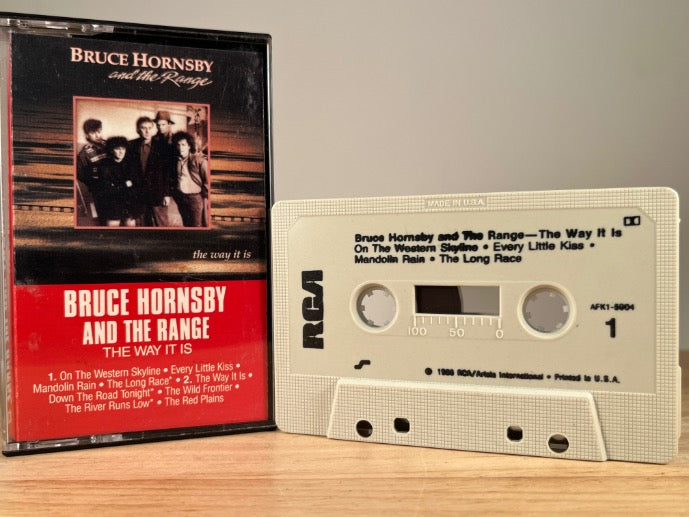 BRUCE HORNSBY
and the Range
the way it is
BRUCE HORNSBY
AND THE RANGE
THE WAY IT IS
1. On The Western Skyline • Every Little Kiss •
Mandolin Rain • The Long Race* • 2. The Way It Is •
Down The Road Tonight* • The Wild Frontier •
The River Runs Low* • The Red Plains
MADE IN U.S.A.
Bruce Hornsby and The Range—The Way It Is
On The Western Skyline • Every Little Kiss •
Mandolin Rain • The Long Race
RCA
AFK1-5904
1
100 50 0
© 1986 RCA/Ariola International • Printed in U.S.A.